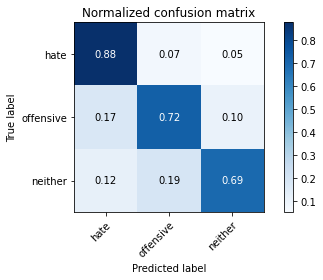 Normalized confusion matrix
True label
hate 0.88 0.07 0.05
offensive 0.17 0.72 0.10
neither 0.12 0.19 0.69
hate offensive neither
Predicted label
0.8
0.7
0.6
0.5
0.4
0.3
0.2
0.1